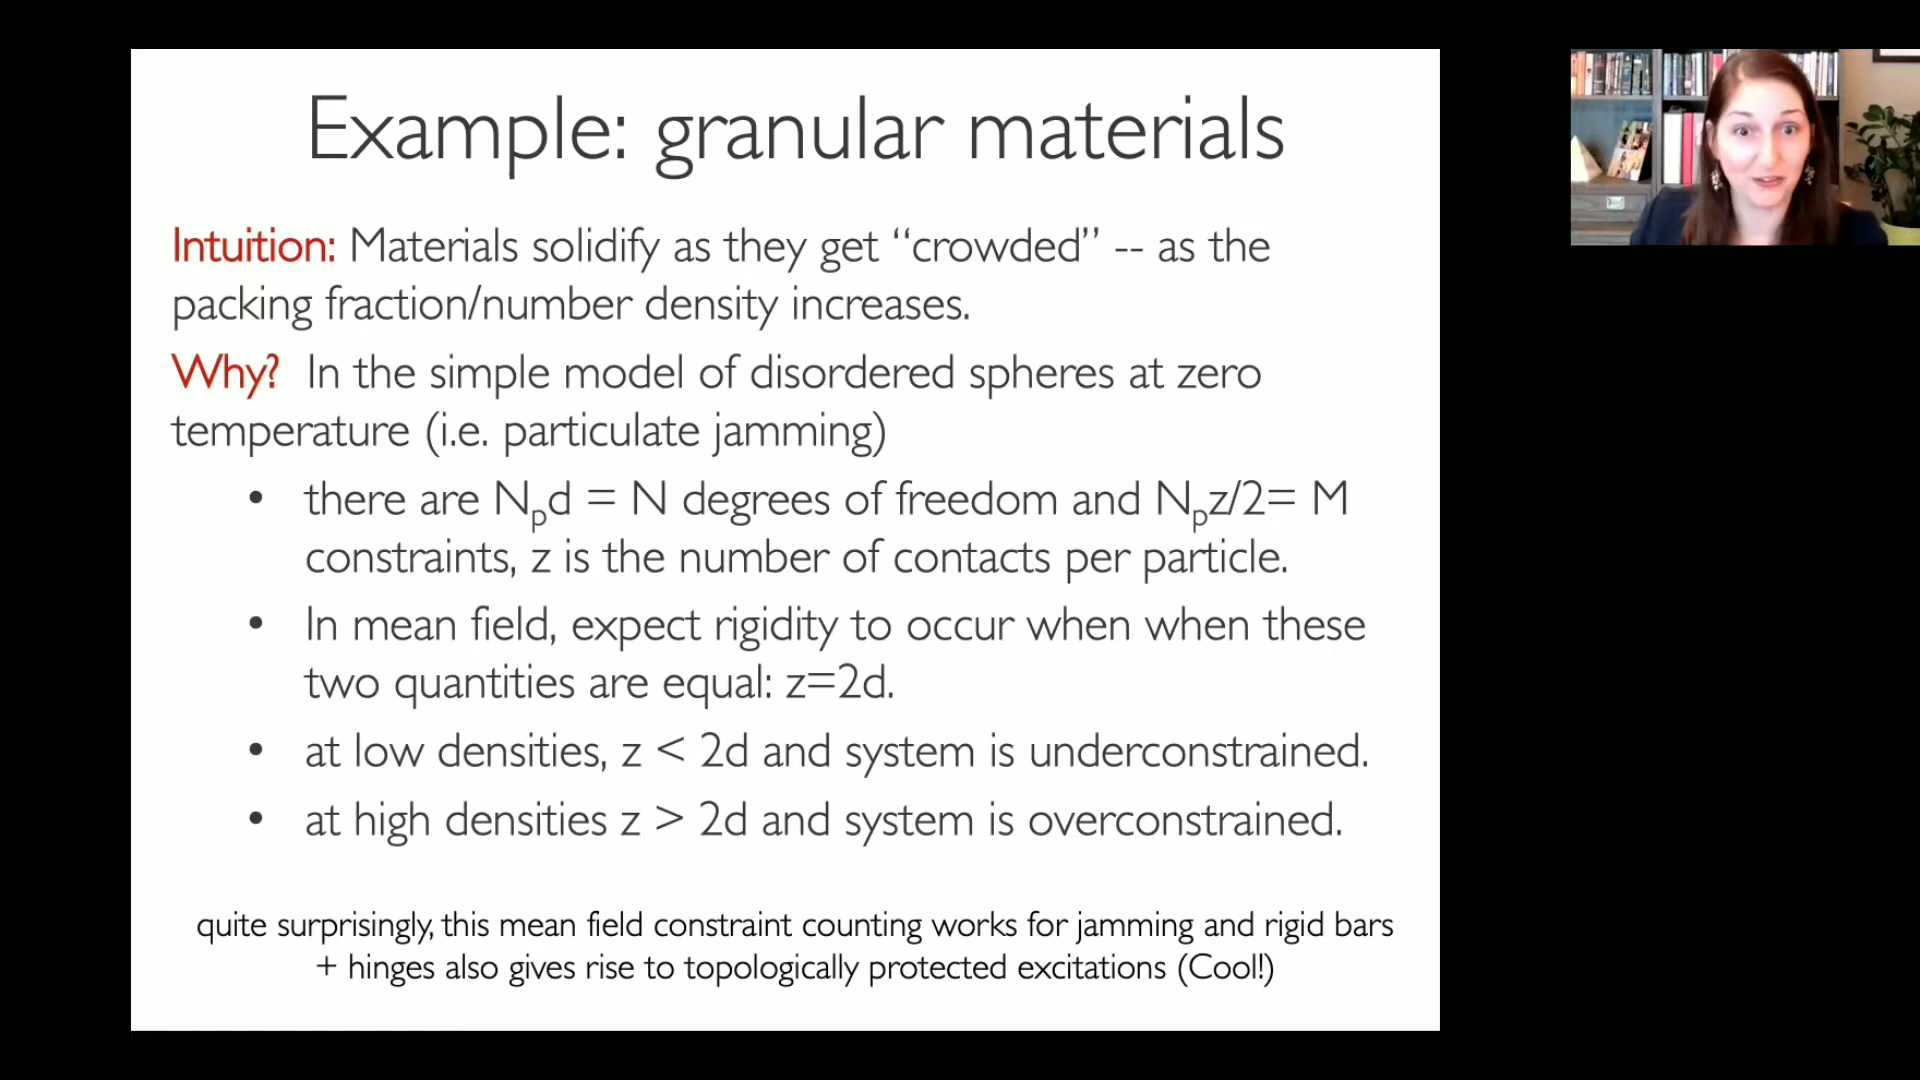 Example: granular materials
Intuition: Materials solidify as they get “crowded” -- as the
packing fraction/number density increases.
Why? In the simple model of disordered spheres at zero
temperature (i.e. particulate jamming)
• there are Npd = N degrees of freedom and Npz/2= M
constraints, z is the number of contacts per particle.
• In mean field, expect rigidity to occur when when these
two quantities are equal: z=2d.
• at low densities, z < 2d and system is underconstrained.
• at high densities z > 2d and system is overconstrained.
quite surprisingly, this mean field constraint counting works for jamming and rigid bars
+ hinges also gives rise to topologically protected excitations (Cool!)